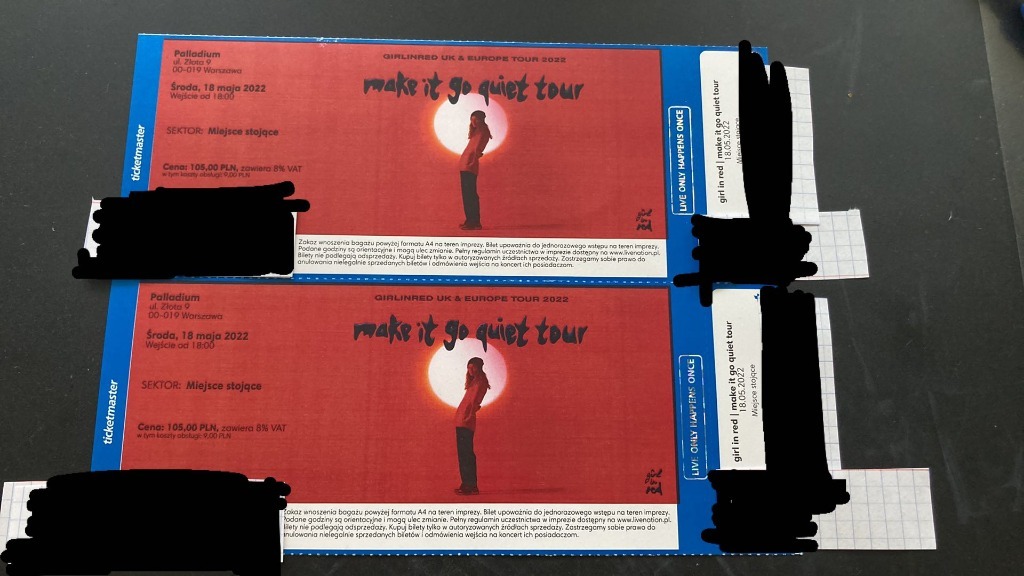 ticketmaster
Palladium
ul. Złota 9
00-019 Warszawa
Środa, 18 maja 2022
Wejście od 18:00
SEKTOR: Miejsce stojące
Cena: 105,00 PLN, zawiera 8% VAT
w tym koszty obsługi: 9,00 PLN
GIRLINRED UK & EUROPE TOUR 2022
make it go quiet tour
girl
in
red
Zakaz wnoszenia bagażu powyżej formatu A4 na teren imprezy. Bilet upoważnia do jednorazowego wstępu na teren imprezy.
Podane godziny są orientacyjne i mogą ulec zmianie. Pełny regulamin uczestnictwa w imprezie dostępny na www.livenation.pl.
Bilety nie podlegają odsprzedaży. Kupuj bilety tylko w autoryzowanych źródłach sprzedaży. Zastrzegamy sobie prawo do
anulowania nielegalnie sprzedanych biletów i odmówienia wejścia na koncert ich posiadaczom.
LIVE ONLY HAPPENS ONCE
girl in red | make it go quiet tour
18.05.2022
Miejsce stojące
ticketmaster
Palladium
ul. Złota 9
00-019 Warszawa
Środa, 18 maja 2022
Wejście od 18:00
SEKTOR: Miejsce stojące
Cena: 105,00 PLN, zawiera 8% VAT
w tym koszty obsługi: 9,00 PLN
GIRLINRED UK & EUROPE TOUR 2022
make it go quiet tour
girl
in
red
Zakaz wnoszenia bagażu powyżej formatu A4 na teren imprezy. Bilet upoważnia do jednorazowego wstępu na teren imprezy.
Podane godziny są orientacyjne i mogą ulec zmianie. Pełny regulamin uczestnictwa w imprezie dostępny na www.livenation.pl.
Bilety nie podlegają odsprzedaży. Kupuj bilety tylko w autoryzowanych źródłach sprzedaży. Zastrzegamy sobie prawo do
anulowania nielegalnie sprzedanych biletów i odmówienia wejścia na koncert ich posiadaczom.
LIVE ONLY HAPPENS ONCE
girl in red | make it go quiet tour
18.05.2022
Miejsce stojące